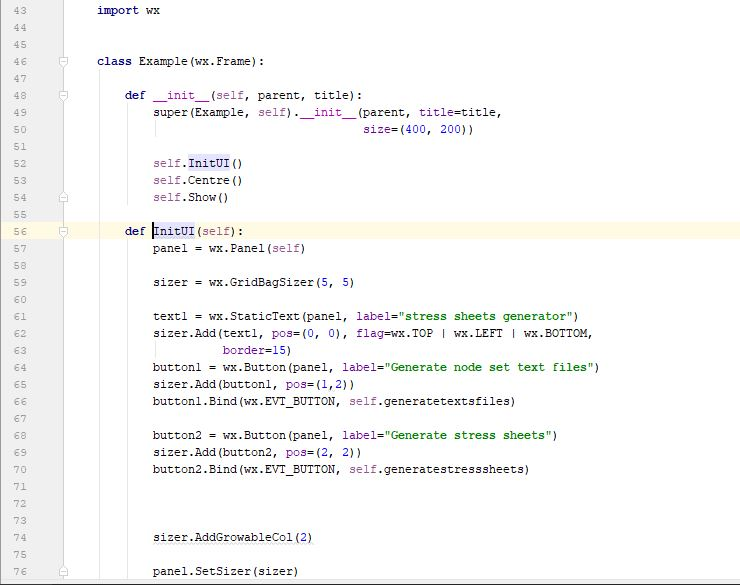 43 import wx
44
45
46 class Example(wx.Frame):
47
48     def __init__(self, parent, title):
49         super(Example, self).__init__(parent, title=title,
50                                       size=(400, 200))
51
52         self.InitUI()
53         self.Centre()
54         self.Show()
55
56     def InitUI(self):
57         panel = wx.Panel(self)
58
59         sizer = wx.GridBagSizer(5, 5)
60
61         text1 = wx.StaticText(panel, label="stress sheets generator")
62         sizer.Add(text1, pos=(0, 0), flag=wx.TOP | wx.LEFT | wx.BOTTOM,
63                   border=15)
64         button1 = wx.Button(panel, label="Generate node set text files")
65         sizer.Add(button1, pos=(1,2))
66         button1.Bind(wx.EVT_BUTTON, self.generatetextsfiles)
67
68         button2 = wx.Button(panel, label="Generate stress sheets")
69         sizer.Add(button2, pos=(2, 2))
70         button2.Bind(wx.EVT_BUTTON, self.generatestresssheets)
71
72
73
74         sizer.AddGrowableCol(2)
75
76         panel.SetSizer(sizer)